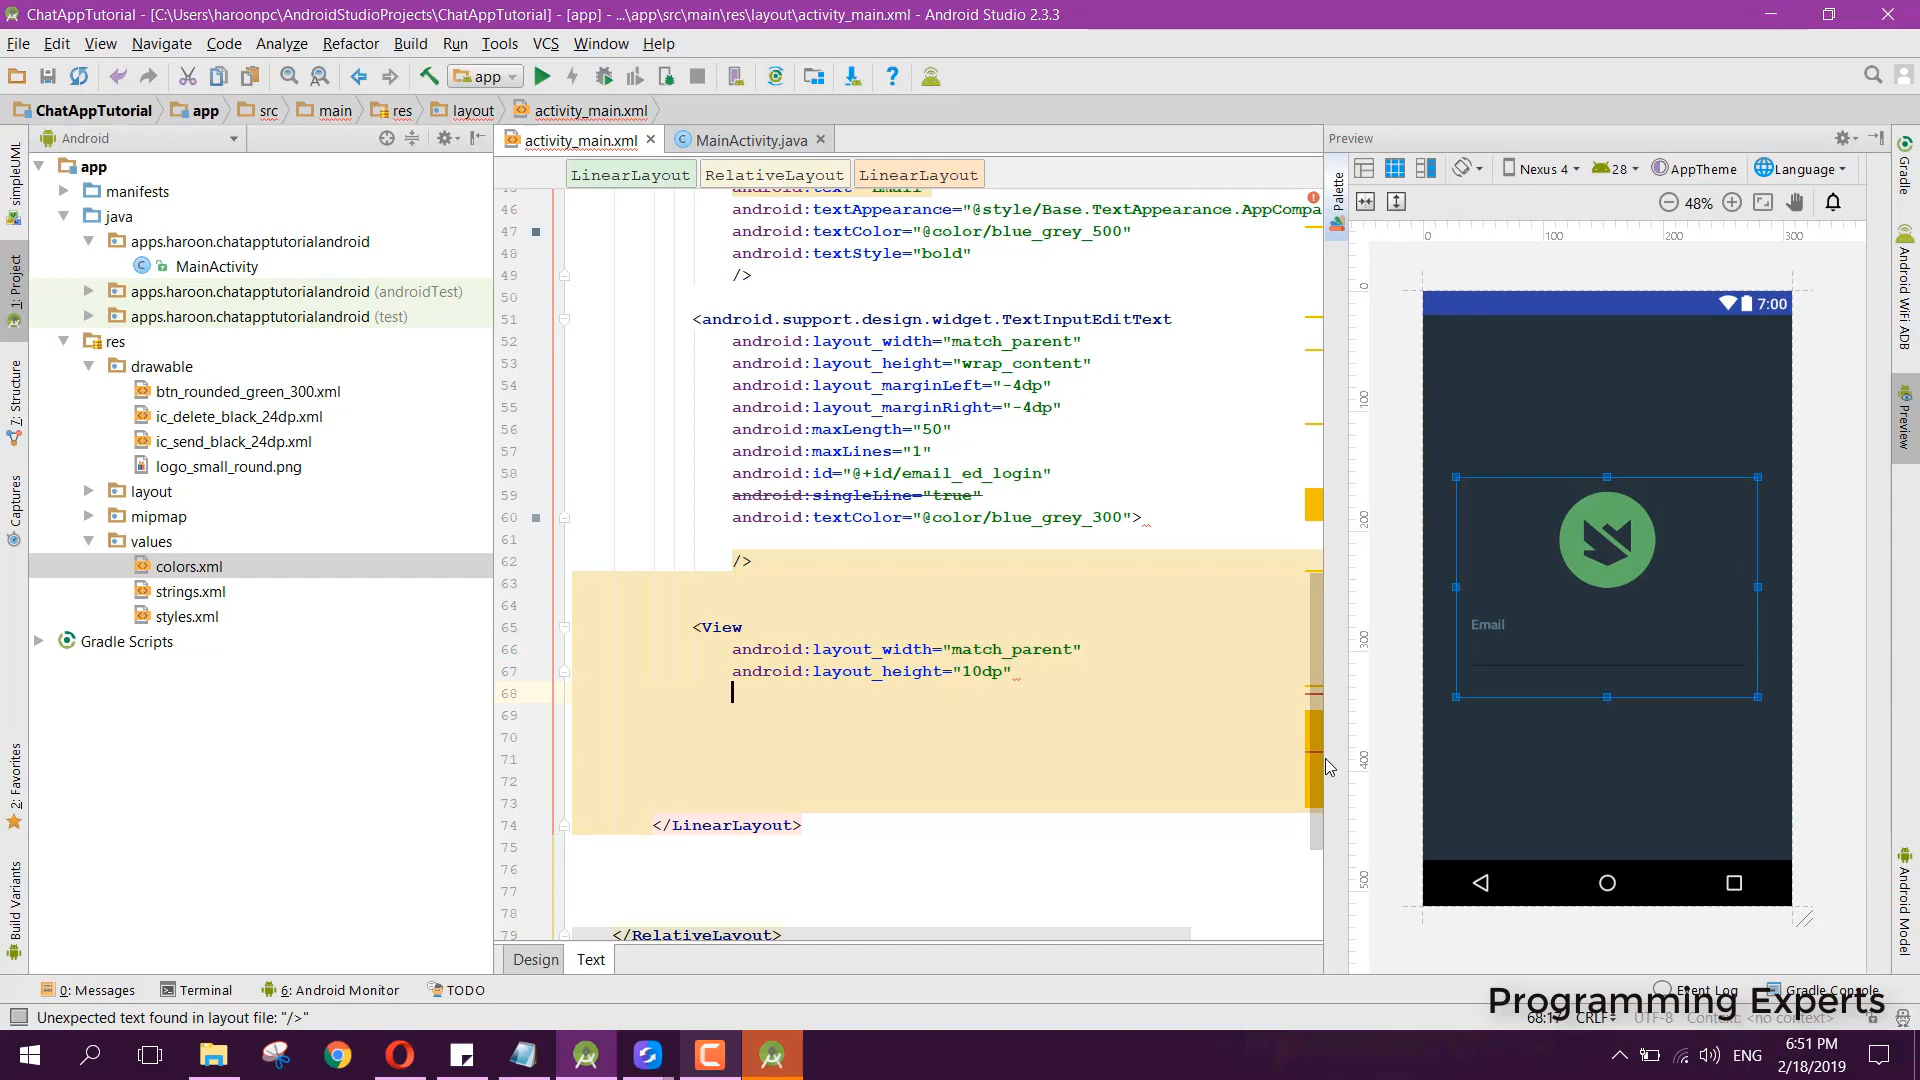 ChatAppTutorial - [C:\Users\haroonpc\AndroidStudioProjects\ChatAppTutorial] - [app] - ...\app\src\main\res\layout\activity_main.xml - Android Studio 2.3.3
File Edit View Navigate Code Analyze Refactor Build Run Tools VCS Window Help
app
ChatAppTutorial app src main res layout activity_main.xml
Android
activity_main.xml
MainActivity.java
Preview
LinearLayout RelativeLayout LinearLayout
Nexus 4 28 AppTheme Language
48%
app
manifests
java
apps.haroon.chatapptutorialandroid
MainActivity
apps.haroon.chatapptutorialandroid (androidTest)
apps.haroon.chatapptutorialandroid (test)
res
drawable
btn_rounded_green_300.xml
ic_delete_black_24dp.xml
ic_send_black_24dp.xml
logo_small_round.png
layout
mipmap
values
colors.xml
strings.xml
styles.xml
Gradle Scripts
simpleUML
1: Project
7: Structure
Captures
2: Favorites
Build Variants
46 android:textAppearance="@style/Base.TextAppearance.AppCompa
47 android:textColor="@color/blue_grey_500"
48 android:textStyle="bold"
49 />
50
51 <android.support.design.widget.TextInputEditText
52 android:layout_width="match_parent"
53 android:layout_height="wrap_content"
54 android:layout_marginLeft="-4dp"
55 android:layout_marginRight="-4dp"
56 android:maxLength="50"
57 android:maxLines="1"
58 android:id="@+id/email_ed_login"
59 android:singleLine="true"
60 android:textColor="@color/blue_grey_300">
61
62 />
63
64
65 <View
66 android:layout_width="match_parent"
67 android:layout_height="10dp"
68
69
70
71
72
73
74 </LinearLayout>
75
76
77
78
79 </RelativeLayout>
Design Text
Palette
0 100 200 300
0
100
200
300
400
500
7:00
Email
Gradle
Android WiFi ADB
Preview
Android Model
0: Messages Terminal 6: Android Monitor TODO
Event Log Gradle Console
Programming Experts
Unexpected text found in layout file: "/>"
68:17 CRLF UTF-8 Context: <no context>
ENG
6:51 PM
2/18/2019